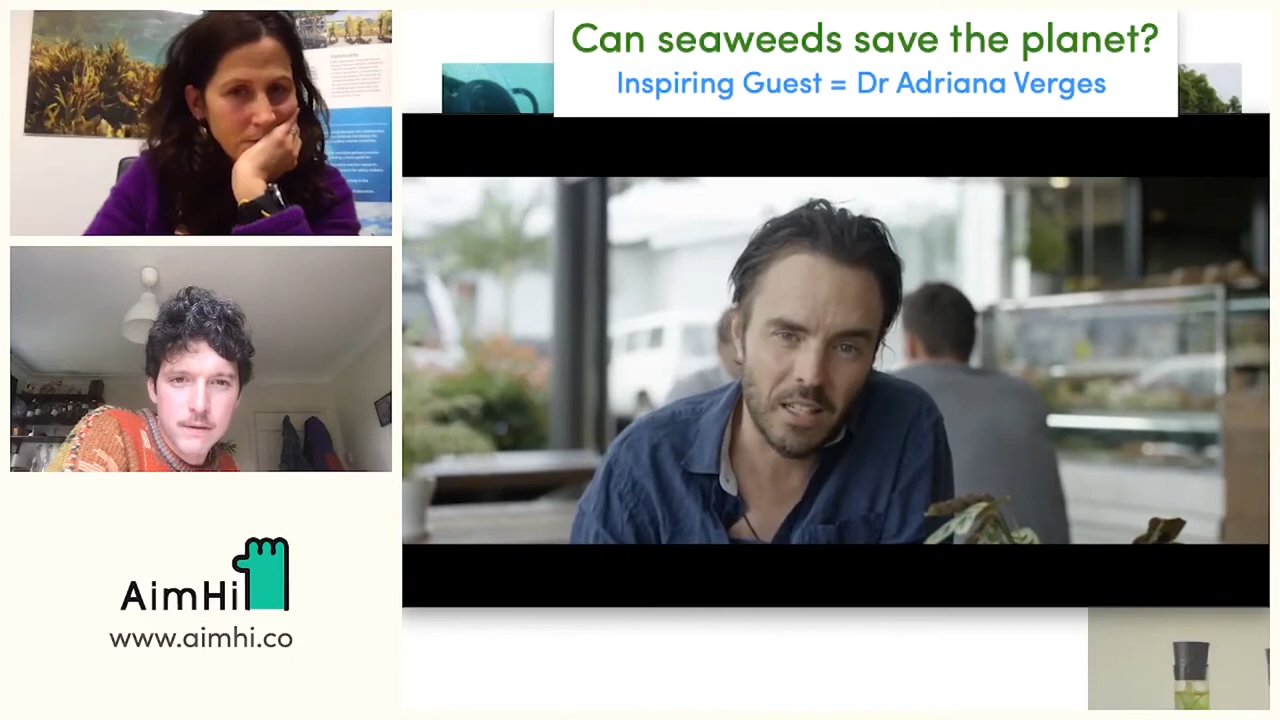 Can seaweeds save the planet?
Inspiring Guest = Dr Adriana Verges
AimHi
www.aimhi.co